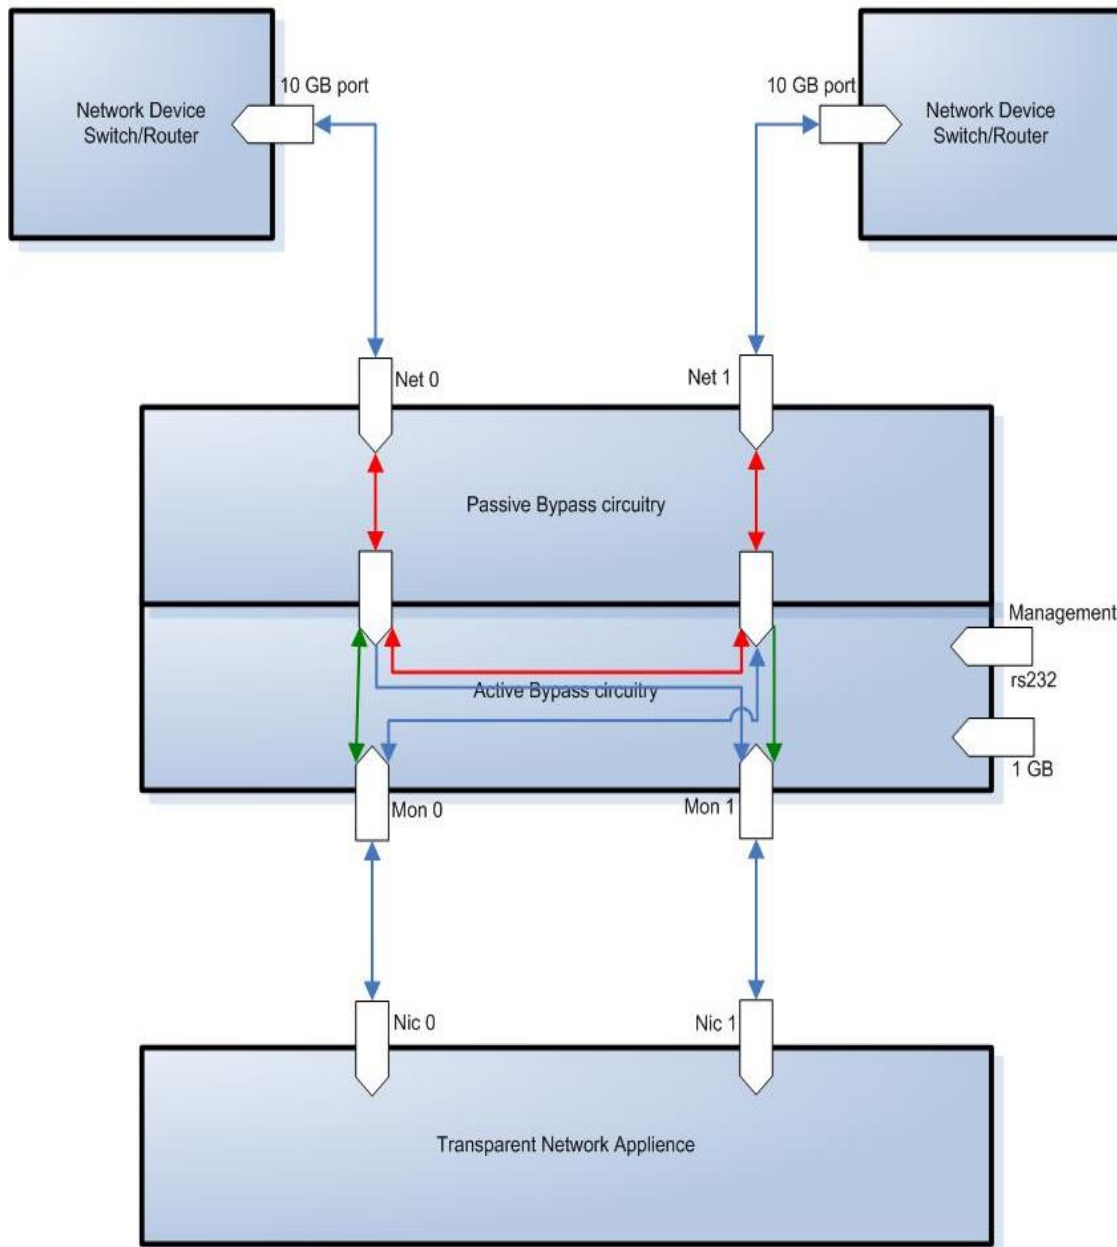 10 GB port
10 GB port
Network Device
Switch/Router
Network Device
Switch/Router
Net 0
Net 1
Passive Bypass circuitry
Management
rs232
Active Bypass circuitry
1 GB
Mon 0
Mon 1
Nic 0
Nic 1
Transparent Network Applience